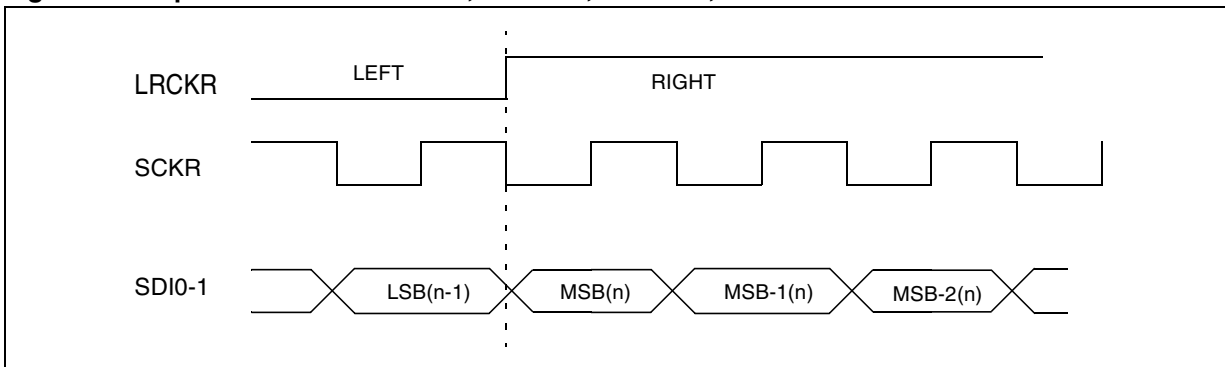 LRCKR
LEFT
RIGHT
SCKR
SDI0-1
LSB(n-1)
MSB(n)
MSB-1(n)
MSB-2(n)